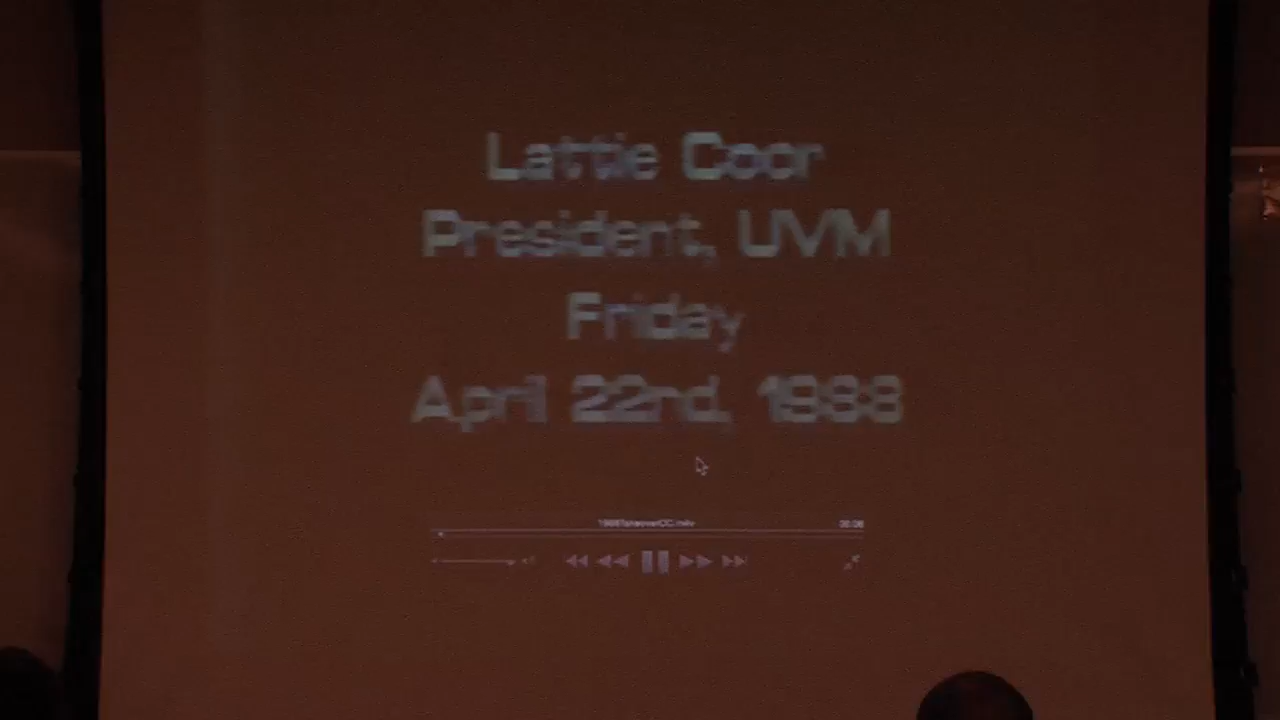 Lattie Coor
President, UVM
Friday
April 22nd, 1988